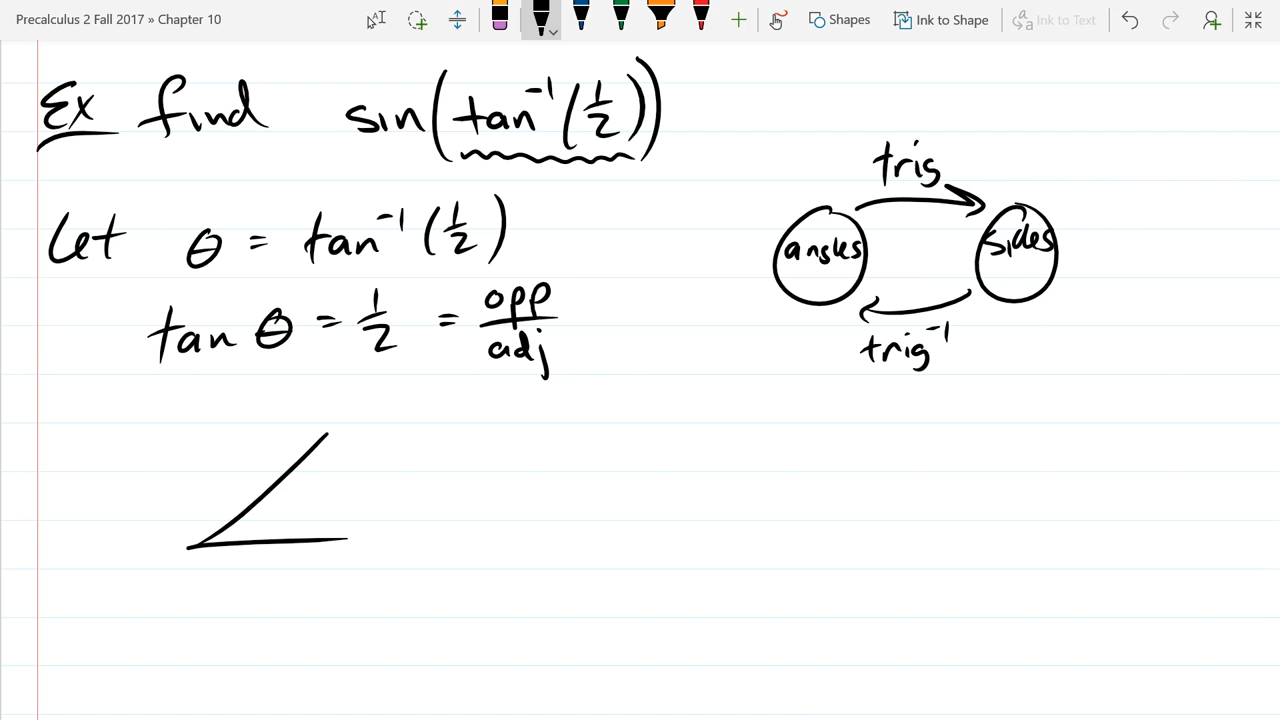 Precalculus 2 Fall 2017 » Chapter 10
Shapes
Ink to Shape
Ink to Text
Ex find sin(tan⁻¹(1/2))
Let θ = tan⁻¹(1/2)
tan θ = 1/2 = opp/adj
trig
angles
sides
trig⁻¹